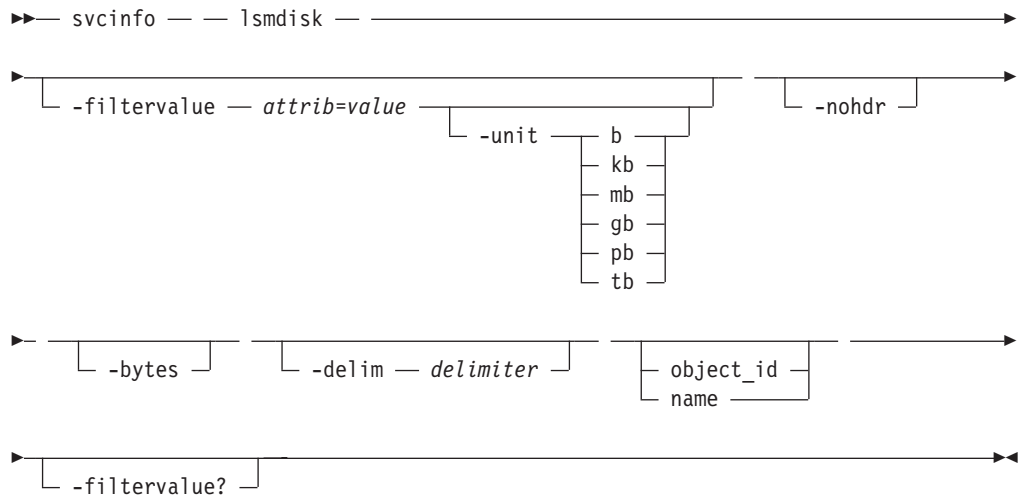 svcinfo lsmdisk
-filtervalue attrib=value -nohdr
-unit b
kb
mb
gb
pb
tb
-bytes -delim delimiter object_id
name
-filtervalue?